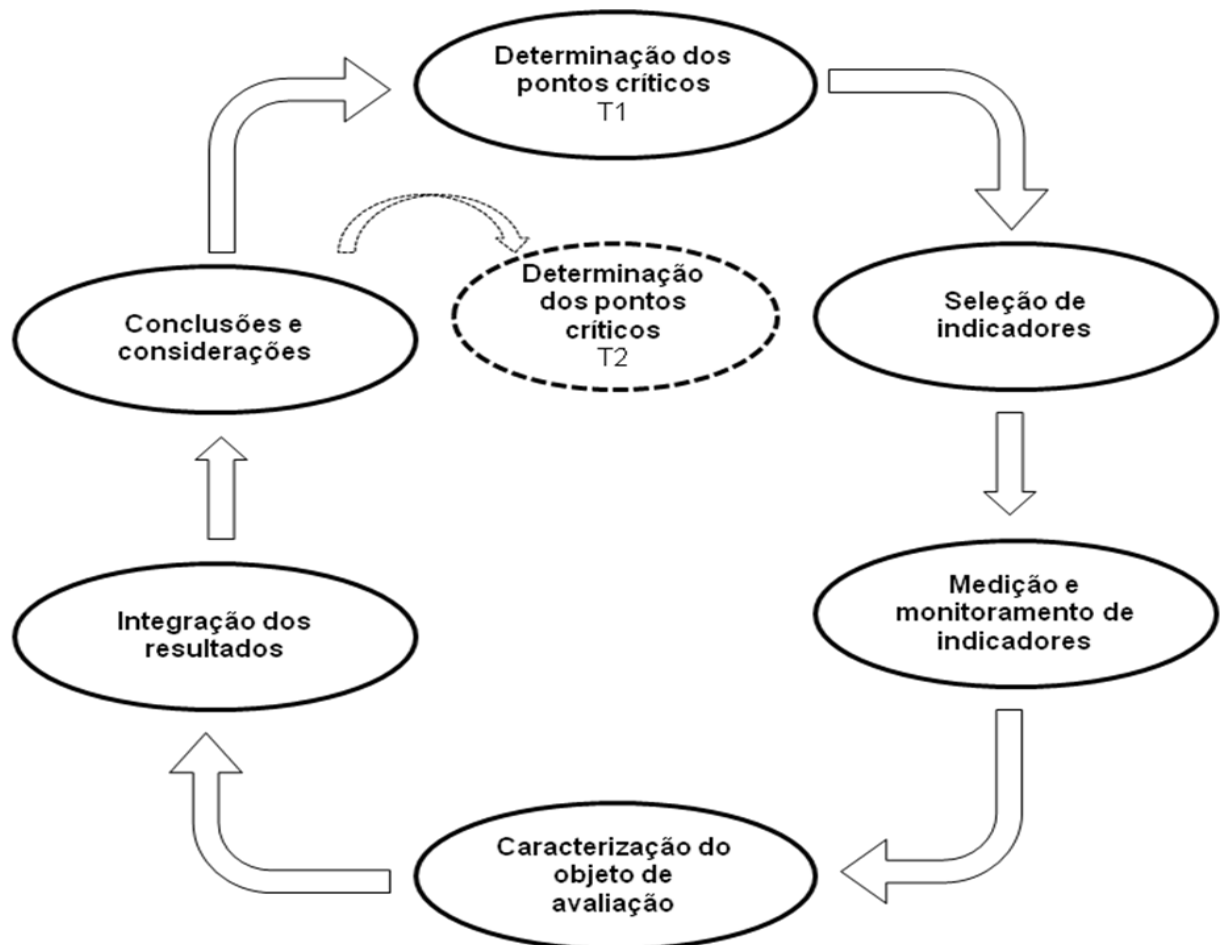 Determinação dos
pontos críticos
T1
Seleção de
indicadores
Medição e
monitoramento de
indicadores
Caracterização do
objeto de
avaliação
Integração dos
resultados
Conclusões e
considerações
Determinação
dos pontos
críticos
T2